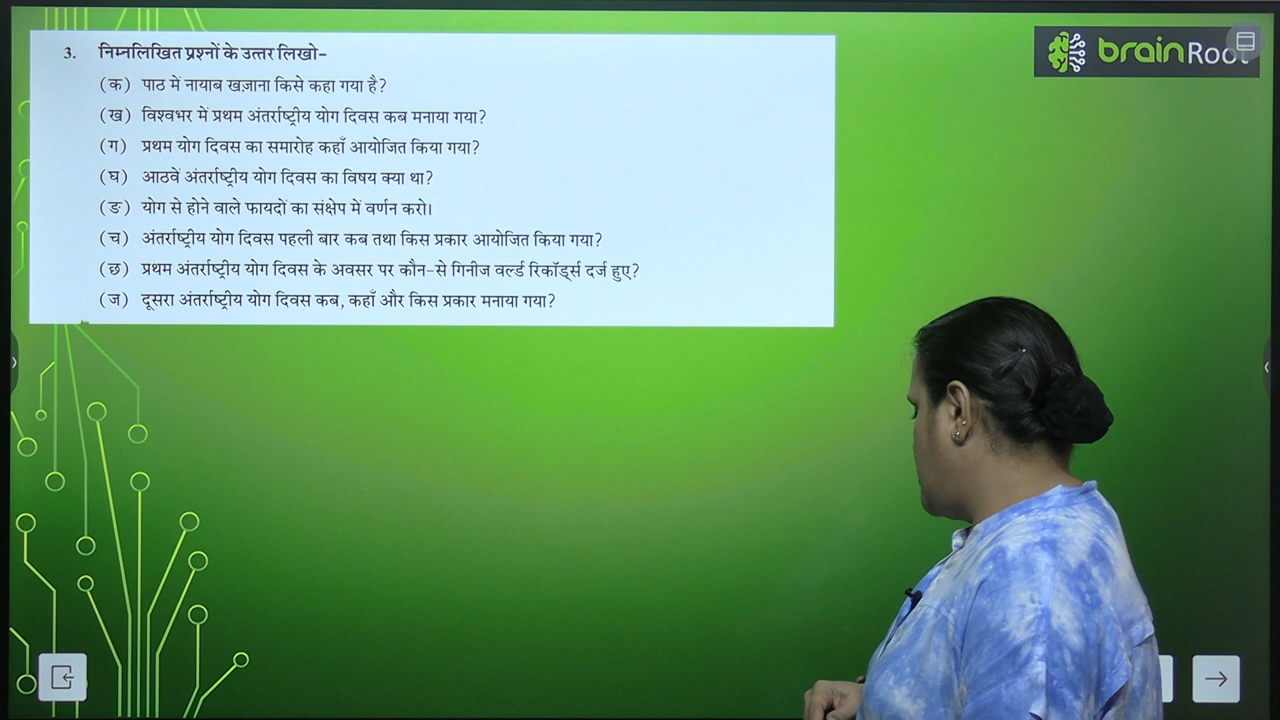 3. निम्नलिखित प्रश्नों के उत्तर लिखो-
(क) पाठ में नायाब खज़ाना किसे कहा गया है?
(ख) विश्वभर में प्रथम अंतर्राष्ट्रीय योग दिवस कब मनाया गया?
(ग) प्रथम योग दिवस का समारोह कहाँ आयोजित किया गया?
(घ) आठवें अंतर्राष्ट्रीय योग दिवस का विषय क्या था?
(ङ) योग से होने वाले फायदों का संक्षेप में वर्णन करो।
(च) अंतर्राष्ट्रीय योग दिवस पहली बार कब तथा किस प्रकार आयोजित किया गया?
(छ) प्रथम अंतर्राष्ट्रीय योग दिवस के अवसर पर कौन-से गिनीज वर्ल्ड रिकॉर्ड्स दर्ज हुए?
(ज) दूसरा अंतर्राष्ट्रीय योग दिवस कब, कहाँ और किस प्रकार मनाया गया?
brainRoot